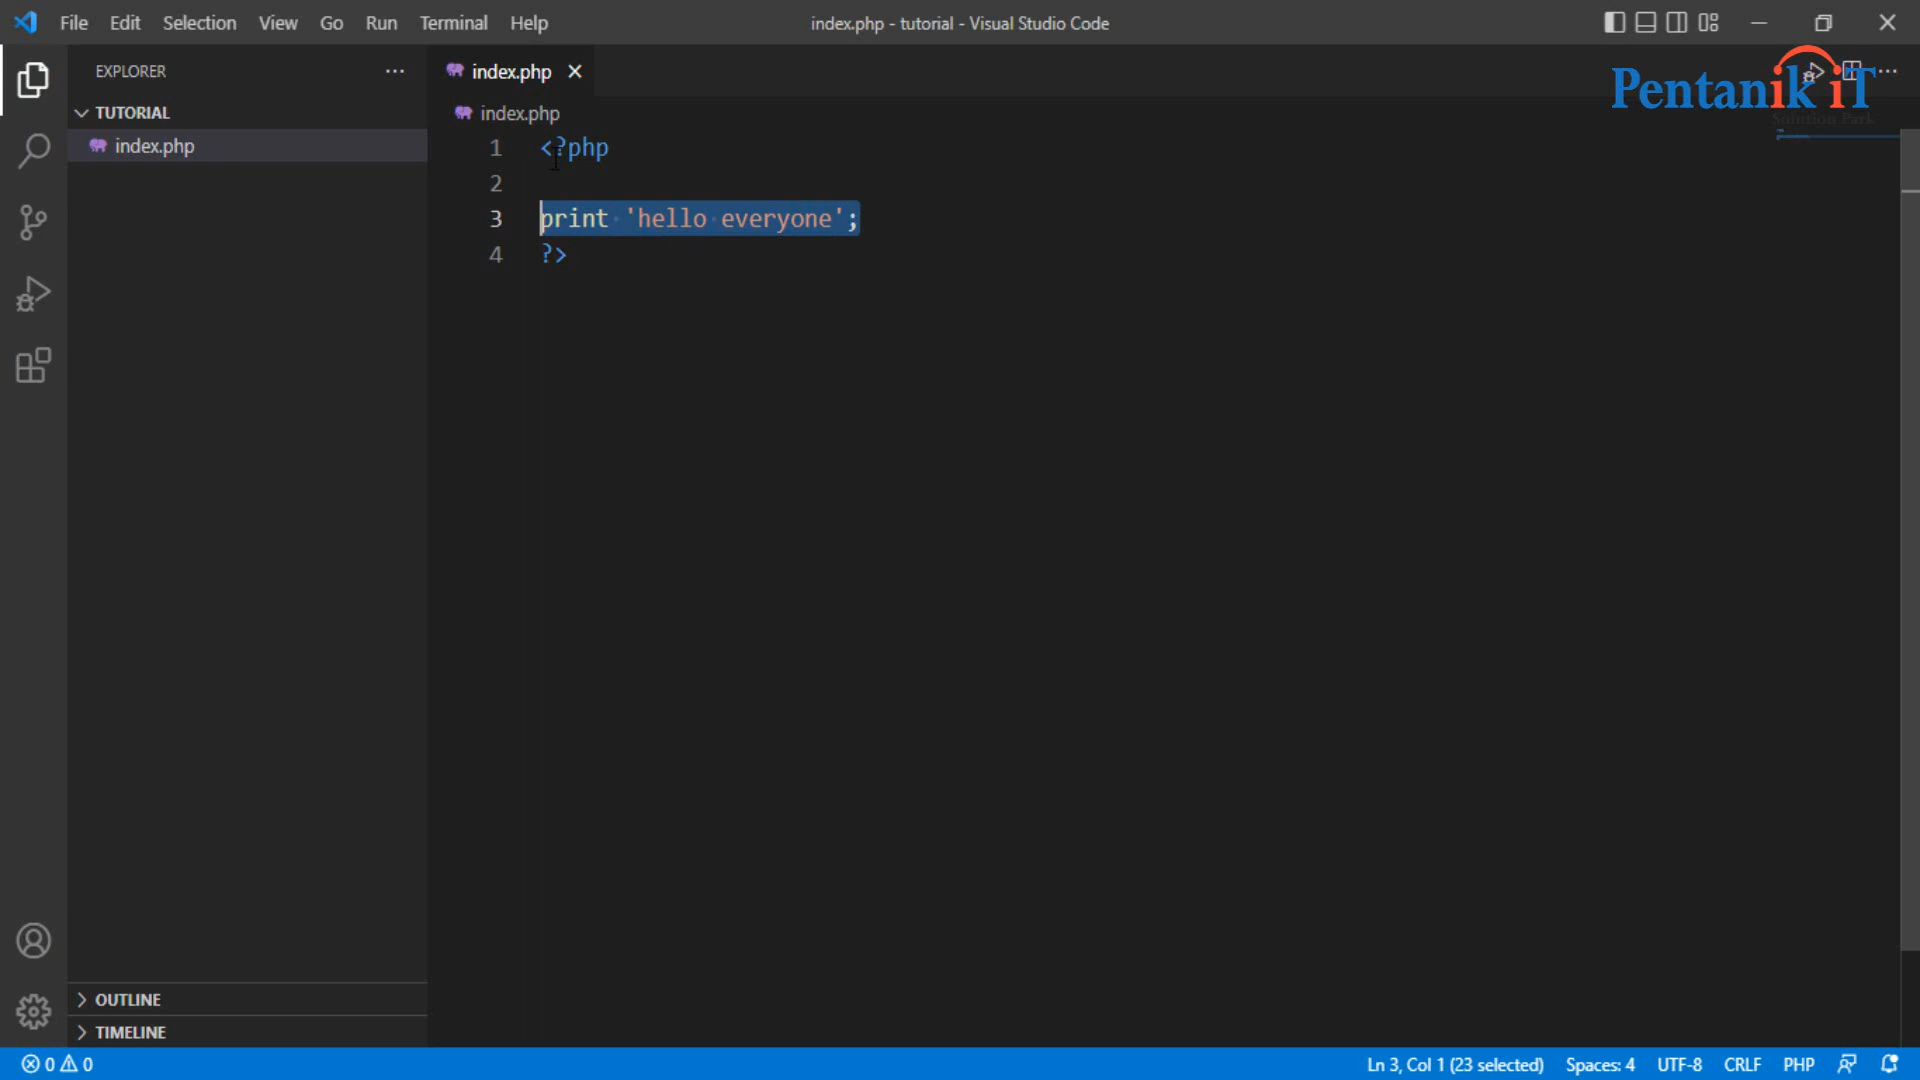 File Edit Selection View Go Run Terminal Help
index.php - tutorial - Visual Studio Code
EXPLORER
index.php
Pentanik iT
Solution Park
TUTORIAL
index.php
index.php
1 <?php
2
3 print 'hello everyone';
4 ?>
OUTLINE
TIMELINE
0 0
Ln 3, Col 1 (23 selected) Spaces: 4 UTF-8 CRLF PHP